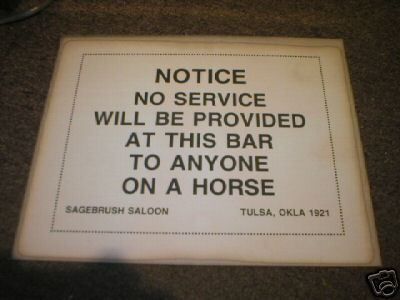 NOTICE
NO SERVICE
WILL BE PROVIDED
AT THIS BAR
TO ANYONE
ON A HORSE
SAGEBRUSH SALOON TULSA, OKLA 1921